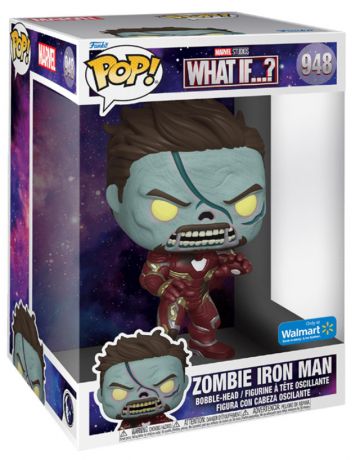 Funko
POP!
MARVEL
948
MARVEL STUDIOS
WHAT IF...?
948
Only at
Walmart
ZOMBIE IRON MAN
BOBBLE-HEAD / FIGURINE À TÊTE OSCILLANTE
FIGURA CON CABEZA OSCILANTE